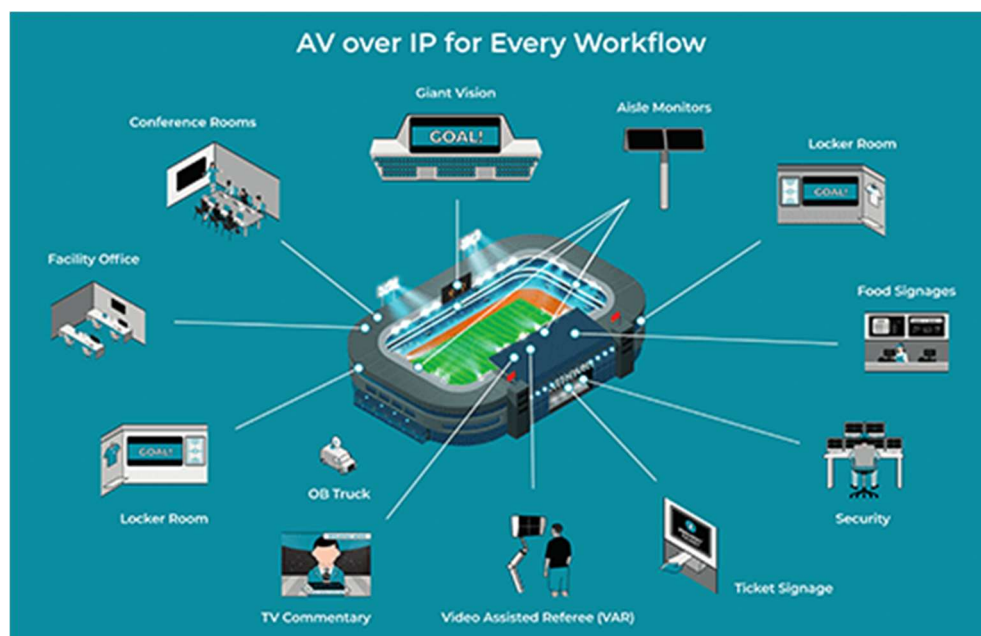 AV over IP for Every Workflow
Giant Vision
Aisle Monitors
Conference Rooms
Locker Room
GOAL!
GOAL!
Facility Office
Food Signages
GOAL!
OB Truck
Locker Room
Security
Ticket Signage
TV Commentary
Video Assisted Referee (VAR)